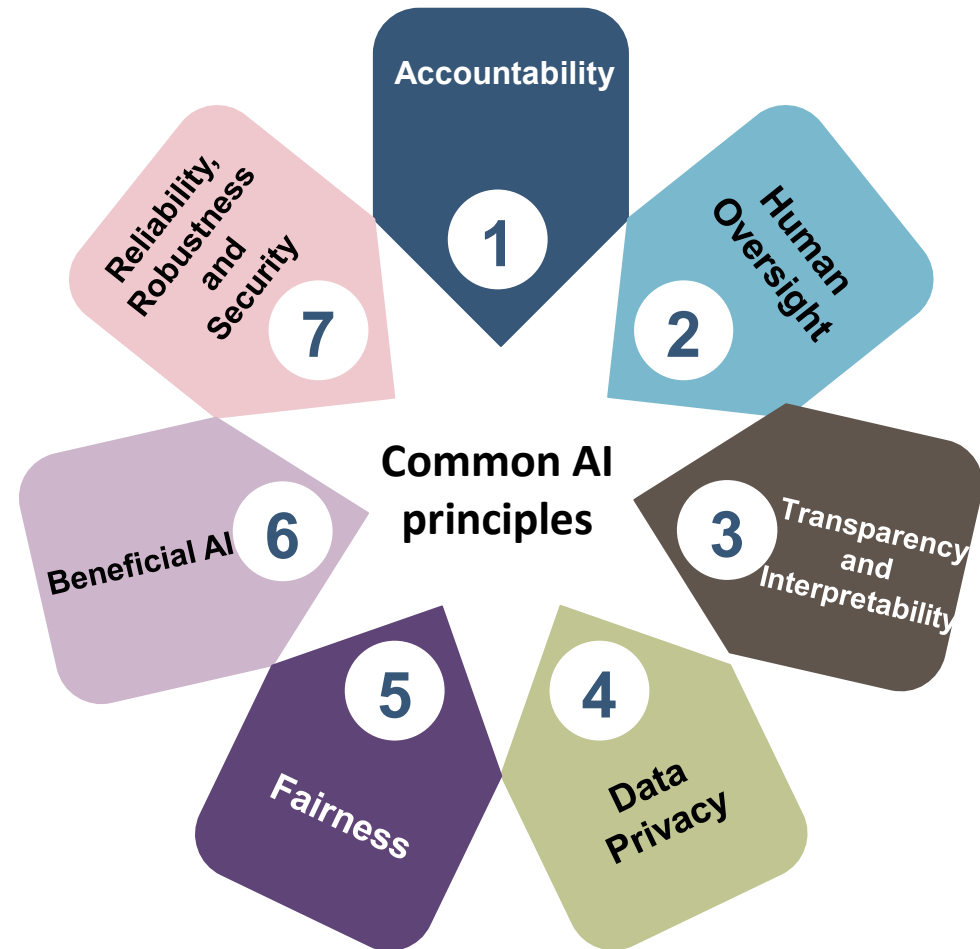 Common AI
principles
Accountability
1
Human
Oversight
2
Transparency
and
Interpretability
3
Data
Privacy
4
Fairness
5
Beneficial AI
6
Reliability,
Robustness
and
Security
7